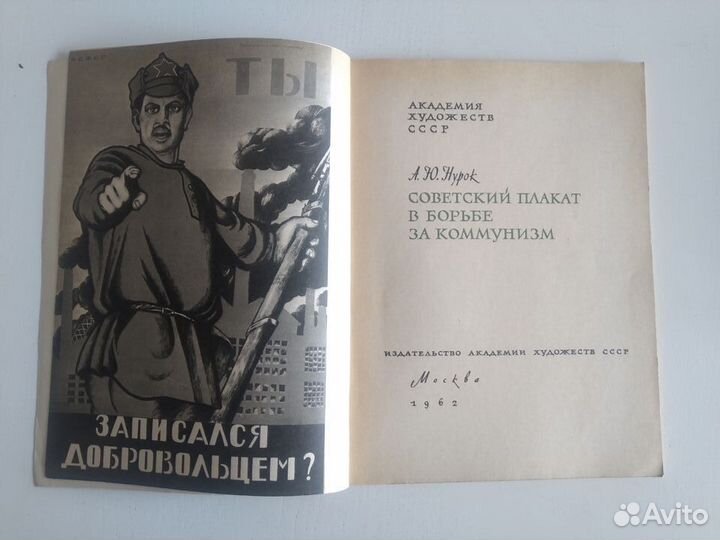 РСФСР
ТЫ
ЗАПИСАЛСЯ
ДОБРОВОЛЬЦЕМ?
АКАДЕМИЯ
ХУДОЖЕСТВ
СССР
А. Ю. Нурок
СОВЕТСКИЙ ПЛАКАТ
В БОРЬБЕ
ЗА КОММУНИЗМ
ИЗДАТЕЛЬСТВО АКАДЕМИИ ХУДОЖЕСТВ СССР
Москва
1962
Avito